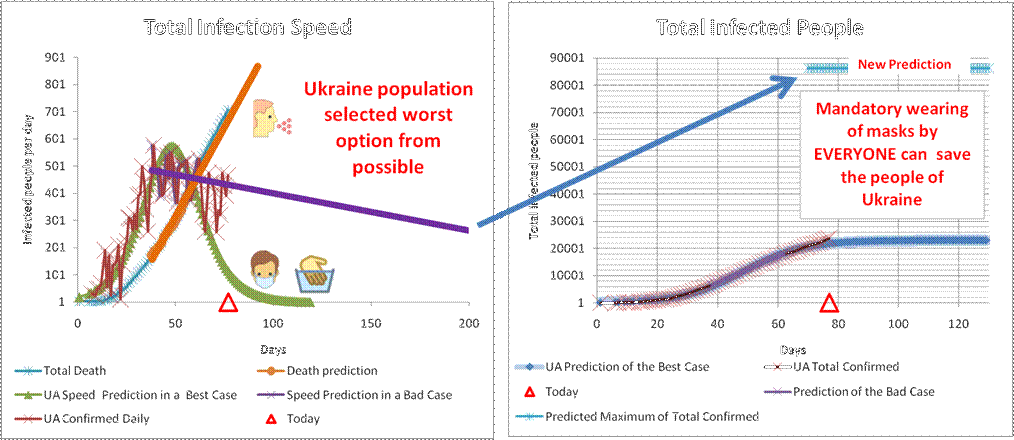 Total Infection Speed
901
801
701
601
501
401
301
201
101
1
Infected people per day
0
50
100
150
200
Days
Ukraine population
selected worst
option from
possible
Total Death
Death prediction
UA Speed Prediction in a Best Case
Speed Prediction in a Bad Case
UA Confirmed Daily
Today
Total Infected People
90001
80001
70001
60001
50001
40001
30001
20001
10001
1
Total Infected people
0
20
40
60
80
100
120
Days
New Prediction
Mandatory wearing
of masks by
EVERYONE can save
the people of
Ukraine
UA Prediction of the Best Case
UA Total Confirmed
Today
Prediction of the Bad Case
Predicted Maximum of Total Confirmed